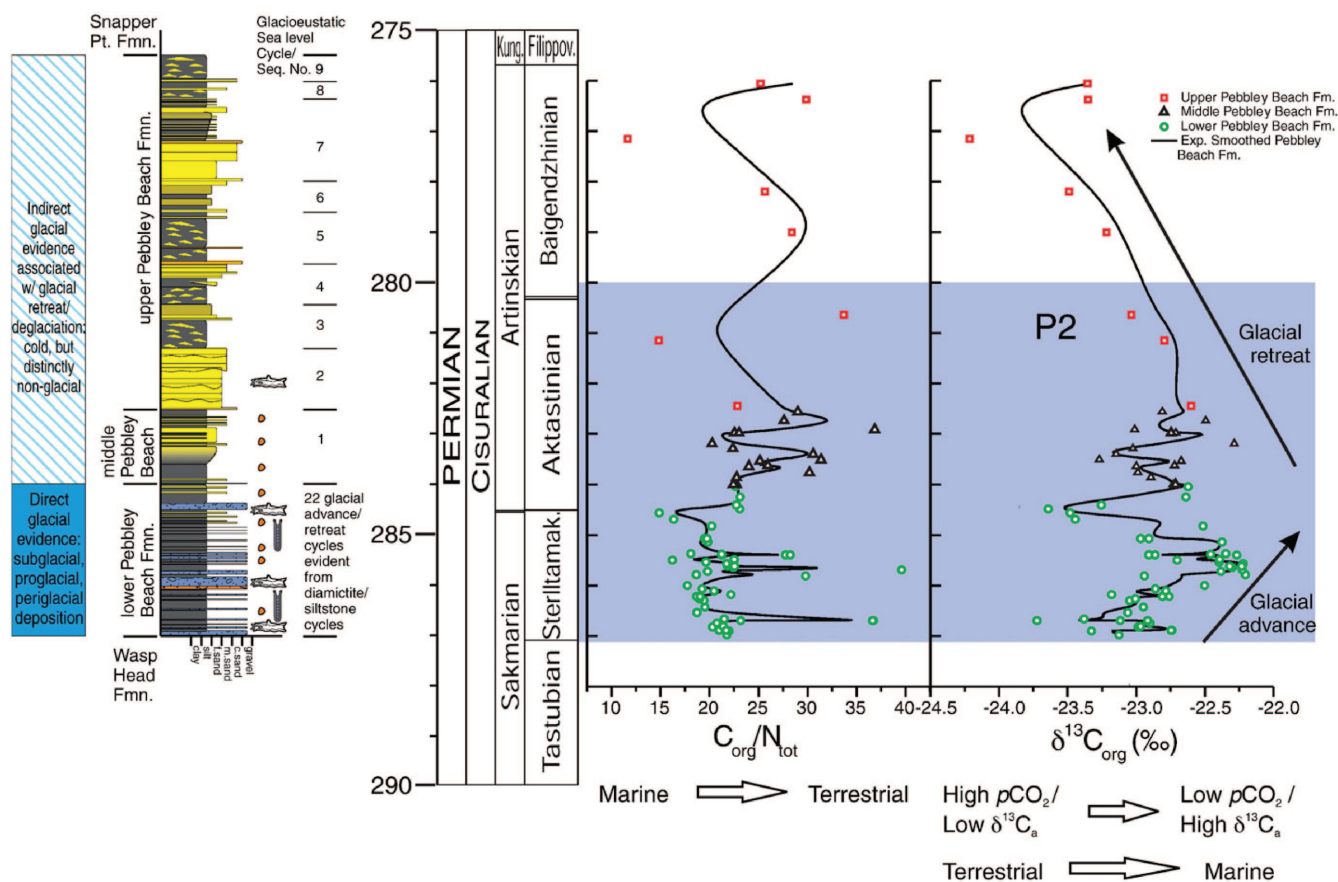 Snapper
Pt. Fmn.
Glacioeustatic
Sea level
Cycle/
Seq. No. 9
8
7
6
5
4
3
2
1
Indirect
glacial
evidence
associated
w/ glacial
retreat/
deglaciation:
cold, but
distinctly
non-glacial
Direct
glacial
evidence:
subglacial,
proglacial,
periglacial
deposition
upper Pebbley Beach Fmn.
middle
Pebbley
Beach
lower Pebbley
Beach Fmn.
22 glacial
advance/
retreat
cycles
evident
from
diamictite/
siltstone
cycles
Wasp
Head
Fmn.
clay
silt
f.sand
m.sand
c.sand
gravel
275
280
285
290
PERMIAN
CISURALIAN
Kung.
Artinskian
Sakmarian
Filippov.
Baigendzhinian
Aktastinian
Sterltamak.
Tastubian
10 15 20 25 30 35 40
C_org/N_tot
Marine Terrestrial
Upper Pebbley Beach Fm.
Middle Pebbley Beach Fm.
Lower Pebbley Beach Fm.
Exp. Smoothed Pebbley
Beach Fm.
P2
Glacial
retreat
Glacial
advance
-24.5 -24.0 -23.5 -23.0 -22.5 -22.0
δ¹³C_org (‰)
High pCO₂/
Low δ¹³Cₐ
Low pCO₂ /
High δ¹³Cₐ
Terrestrial Marine